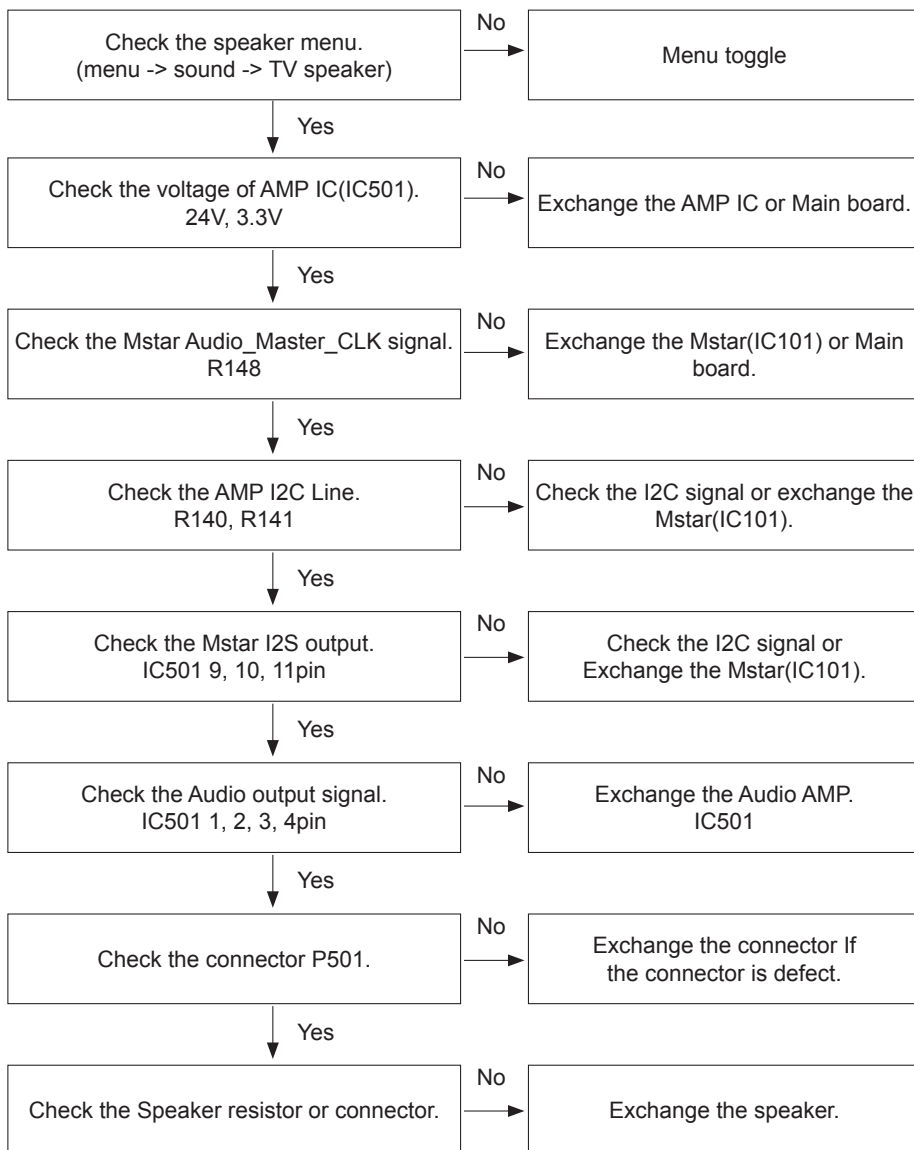 Check the speaker menu.
(menu -> sound -> TV speaker)
No
Menu toggle
Yes
Check the voltage of AMP IC(IC501).
24V, 3.3V
No
Exchange the AMP IC or Main board.
Yes
Check the Mstar Audio_Master_CLK signal.
R148
No
Exchange the Mstar(IC101) or Main
board.
Yes
Check the AMP I2C Line.
R140, R141
No
Check the I2C signal or exchange the
Mstar(IC101).
Yes
Check the Mstar I2S output.
IC501 9, 10, 11pin
No
Check the I2C signal or
Exchange the Mstar(IC101).
Yes
Check the Audio output signal.
IC501 1, 2, 3, 4pin
No
Exchange the Audio AMP.
IC501
Yes
Check the connector P501.
No
Exchange the connector If
the connector is defect.
Yes
Check the Speaker resistor or connector.
No
Exchange the speaker.